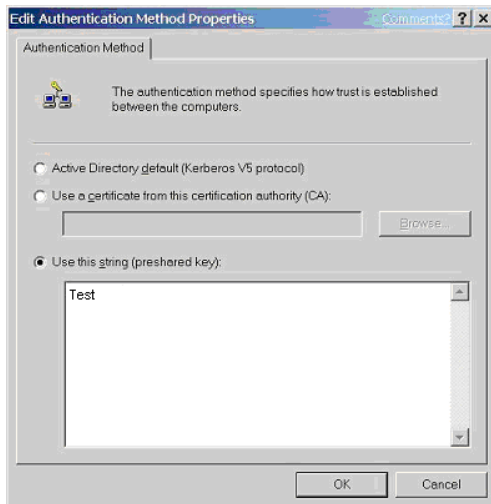 Edit Authentication Method Properties
Comments?
Authentication Method
The authentication method specifies how trust is established
between the computers.
Active Directory default (Kerberos V5 protocol)
Use a certificate from this certification authority (CA):
Browse...
Use this string (preshared key):
Test
OK
Cancel